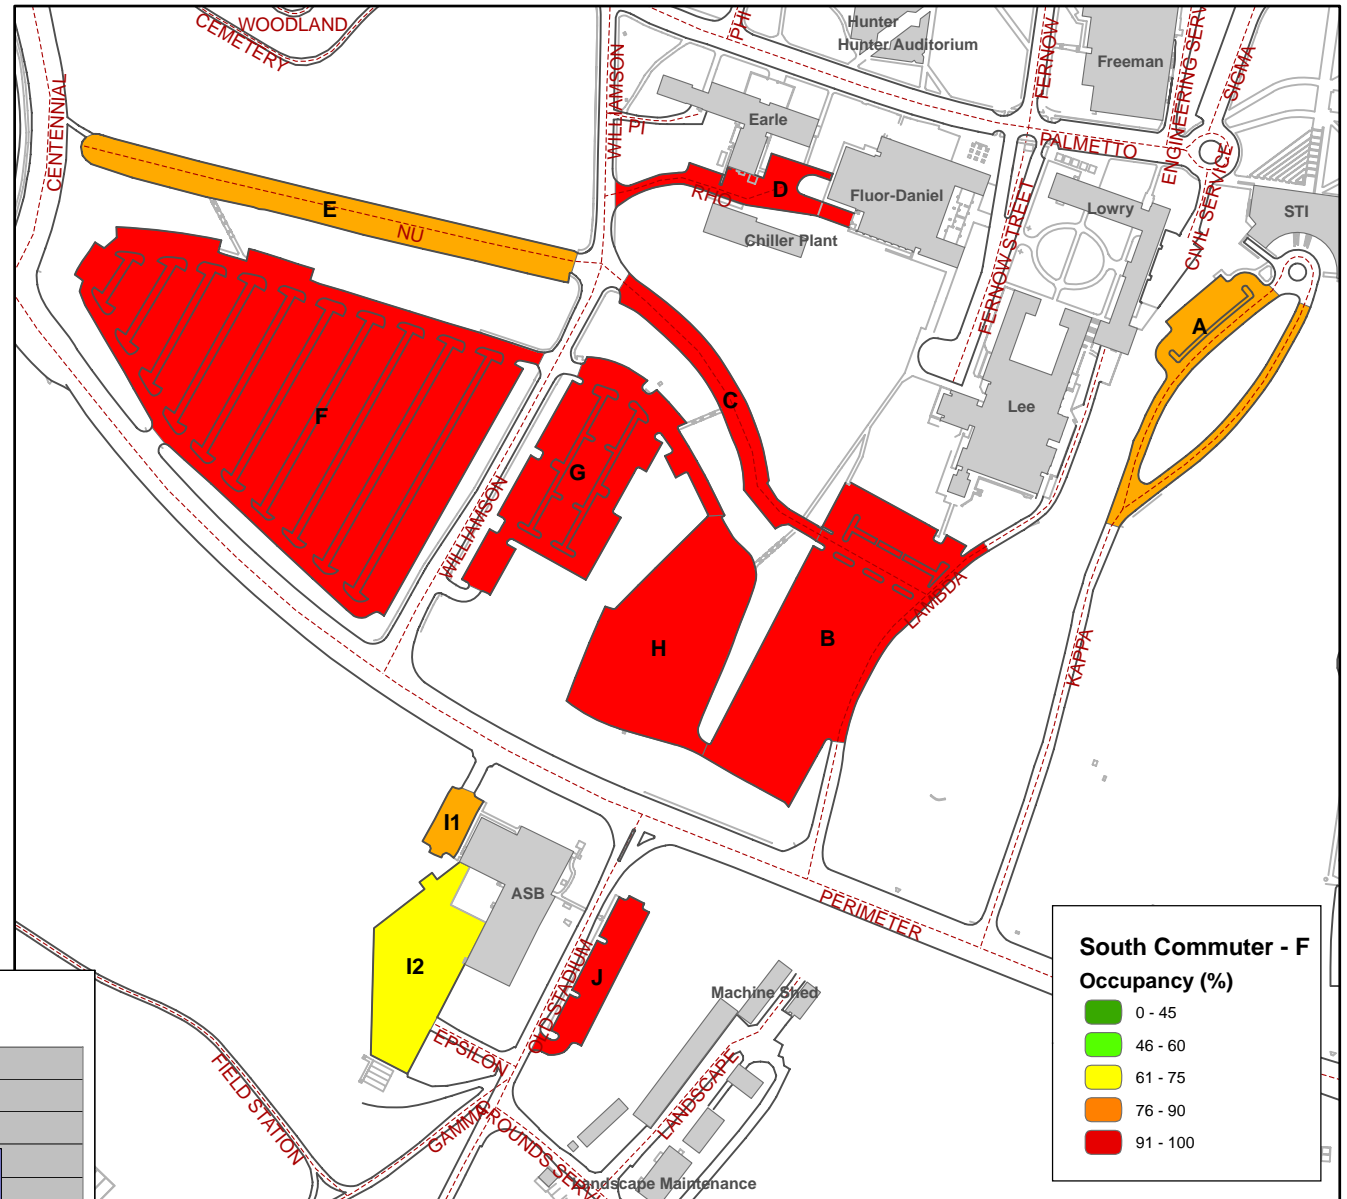 WOODLAND
CEMETERY
CENTENNIAL
WILLIAMSON
PHI
Hunter
Hunter Auditorium
FERNOW
Freeman
ENGINEERING SERV
SIGMA
Earle
PI
PALMETTO
CIVIL SERVICE
RHO
D
Fluor-Daniel
Chiller Plant
FERNOW STREET
Lowry
STI
E
NU
A
F
C
Lee
G
WILLIAMSON
LAMBDA
H
B
KAPPA
I1
ASB
PERIMETER
I2
OLD STADIUM
J
Machine Shed
EPSILON
FIELD STATION
GAMMA
GROUNDS SERV
LANDSCAPE
Landscape Maintenance
South Commuter - F
Occupancy (%)
0 - 45
46 - 60
61 - 75
76 - 90
91 - 100